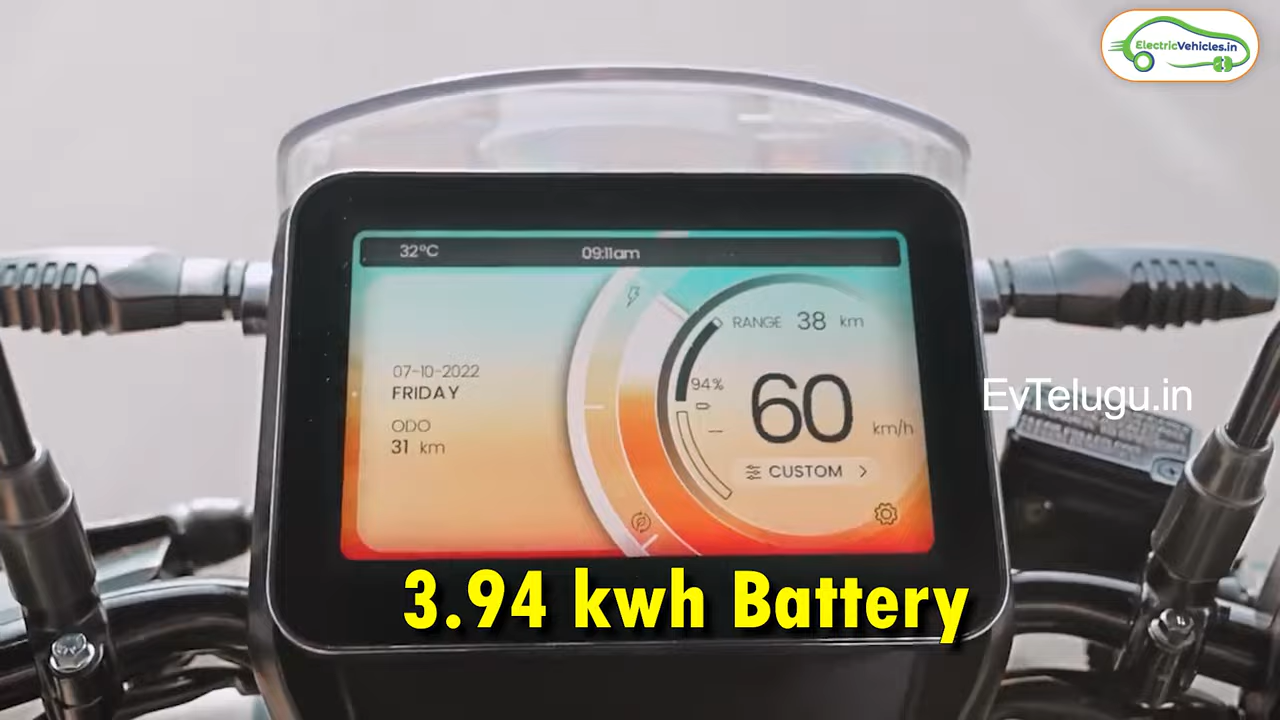 ElectricVehicles.in
32°C
09:11am
RANGE 38 km
07-10-2022
FRIDAY
94%
60
km/h
EvTelugu.in
ODO
31 km
CUSTOM
3.94 kwh Battery